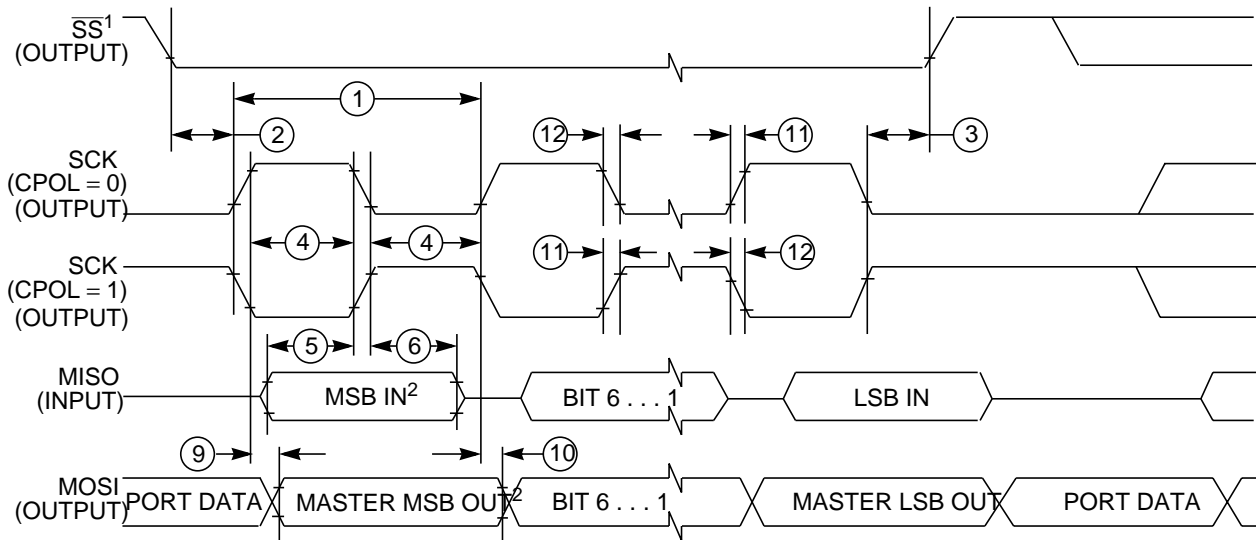 SS¹
(OUTPUT)
1
2
12
11
3
SCK
(CPOL = 0)
(OUTPUT)
4
4
SCK
(CPOL = 1)
(OUTPUT)
11
12
5
6
MISO
(INPUT)
MSB IN²
BIT 6 . . . 1
LSB IN
9
10
MOSI
(OUTPUT)
PORT DATA
MASTER MSB OUT²
BIT 6 . . . 1
MASTER LSB OUT
PORT DATA